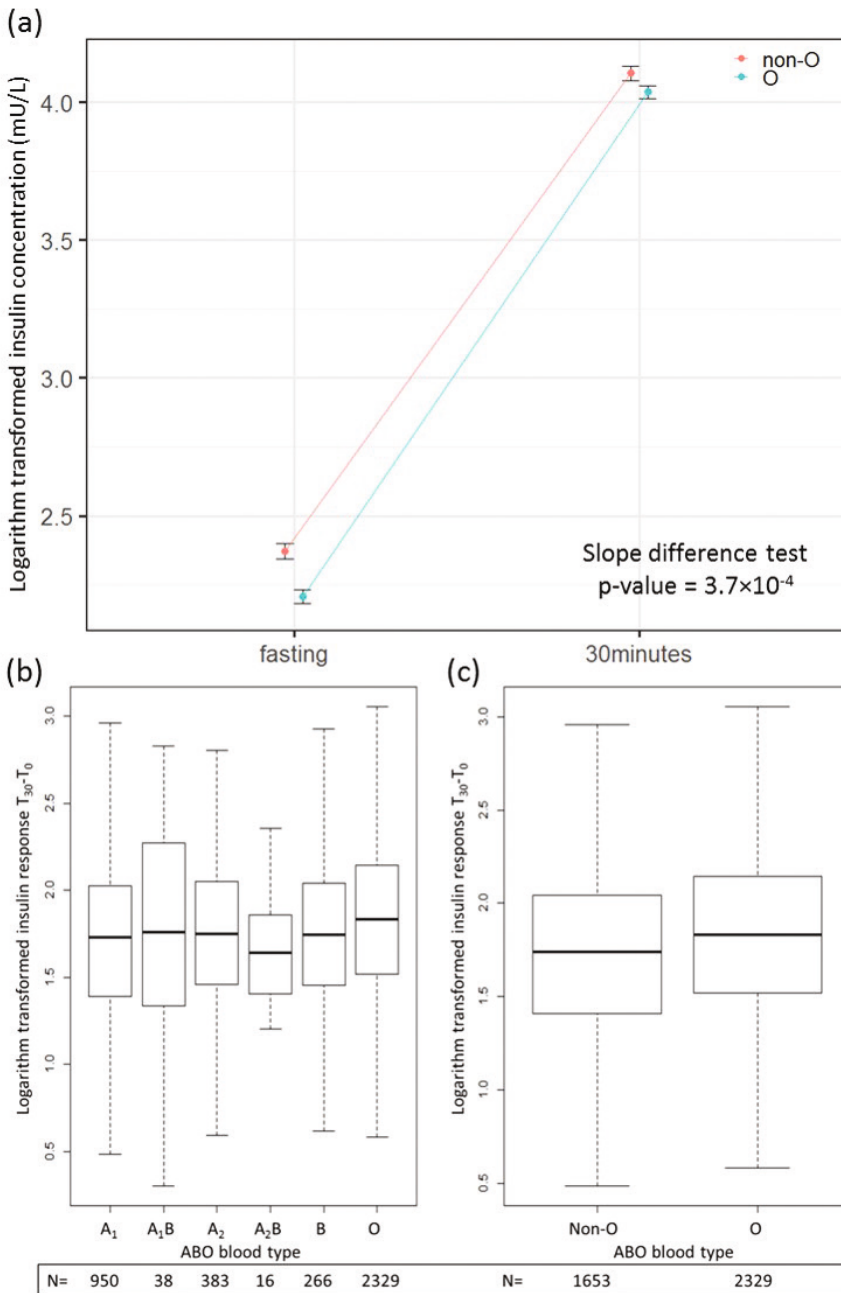 (a)
Logarithm transformed insulin concentration (mU/L)
4.0
3.5
3.0
2.5
non-O
O
Slope difference test
p-value = 3.7×10⁻⁴
fasting 30minutes
(b)
Logarithm transformed insulin response T₃₀-T₀
3.0
2.5
2.0
1.5
1.0
0.5
A₁ A₁B A₂ A₂B B O
ABO blood type
N= 950 38 383 16 266 2329
(c)
Logarithm transformed insulin response T₃₀-T₀
3.0
2.5
2.0
1.5
1.0
0.5
Non-O O
ABO blood type
N= 1653 2329